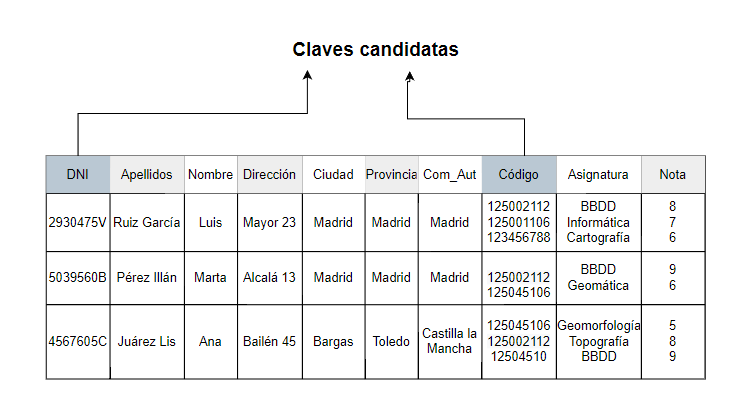 Claves candidatas
DNI Apellidos Nombre Dirección Ciudad Provincia Com_Aut Código Asignatura Nota
125002112 BBDD 8
2930475V Ruiz García Luis Mayor 23 Madrid Madrid Madrid 125001106 Informática 7
123456788 Cartografía 6
BBDD 9
5039560B Pérez Illán Marta Alcalá 13 Madrid Madrid Madrid 125002112 Geomática 6
125045106
125045106 Geomorfología 5
4567605C Juárez Lis Ana Bailén 45 Bargas Toledo Castilla la Mancha 125002112 Topografía 8
12504510 BBDD 9